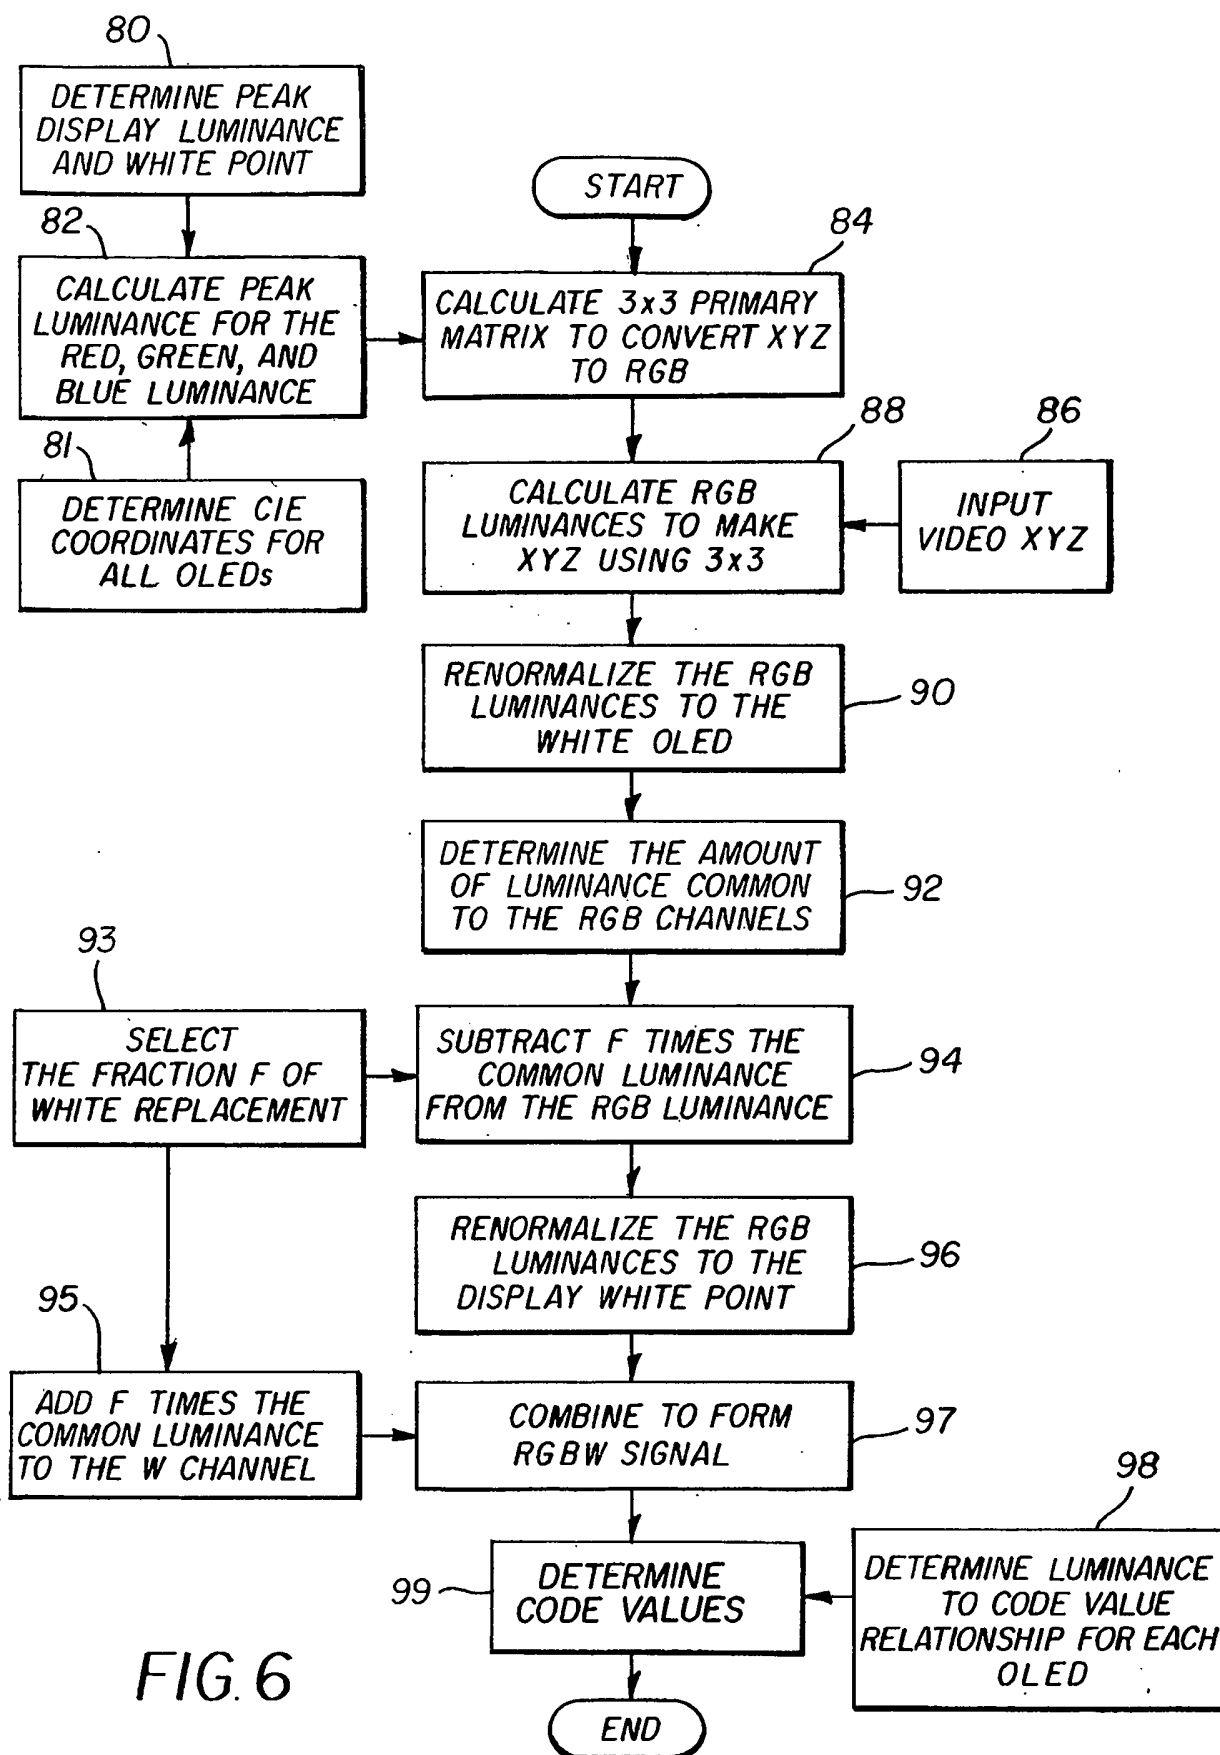 80
DETERMINE PEAK
DISPLAY LUMINANCE
AND WHITE POINT
START
82
CALCULATE PEAK
LUMINANCE FOR THE
RED, GREEN, AND
BLUE LUMINANCE
84
CALCULATE 3x3 PRIMARY
MATRIX TO CONVERT XYZ
TO RGB
81
DETERMINE CIE
COORDINATES FOR
ALL OLEDs
88
CALCULATE RGB
LUMINANCES TO MAKE
XYZ USING 3x3
86
INPUT
VIDEO XYZ
RENORMALIZE THE RGB
LUMINANCES TO THE
WHITE OLED
90
DETERMINE THE AMOUNT
OF LUMINANCE COMMON
TO THE RGB CHANNELS
92
93
SELECT
THE FRACTION F OF
WHITE REPLACEMENT
SUBTRACT F TIMES THE
COMMON LUMINANCE
FROM THE RGB LUMINANCE
94
RENORMALIZE THE RGB
LUMINANCES TO THE
DISPLAY WHITE POINT
96
95
ADD F TIMES THE
COMMON LUMINANCE
TO THE W CHANNEL
COMBINE TO FORM
RGBW SIGNAL
97
98
DETERMINE LUMINANCE
TO CODE VALUE
RELATIONSHIP FOR EACH
OLED
99
DETERMINE
CODE VALUES
END
FIG. 6